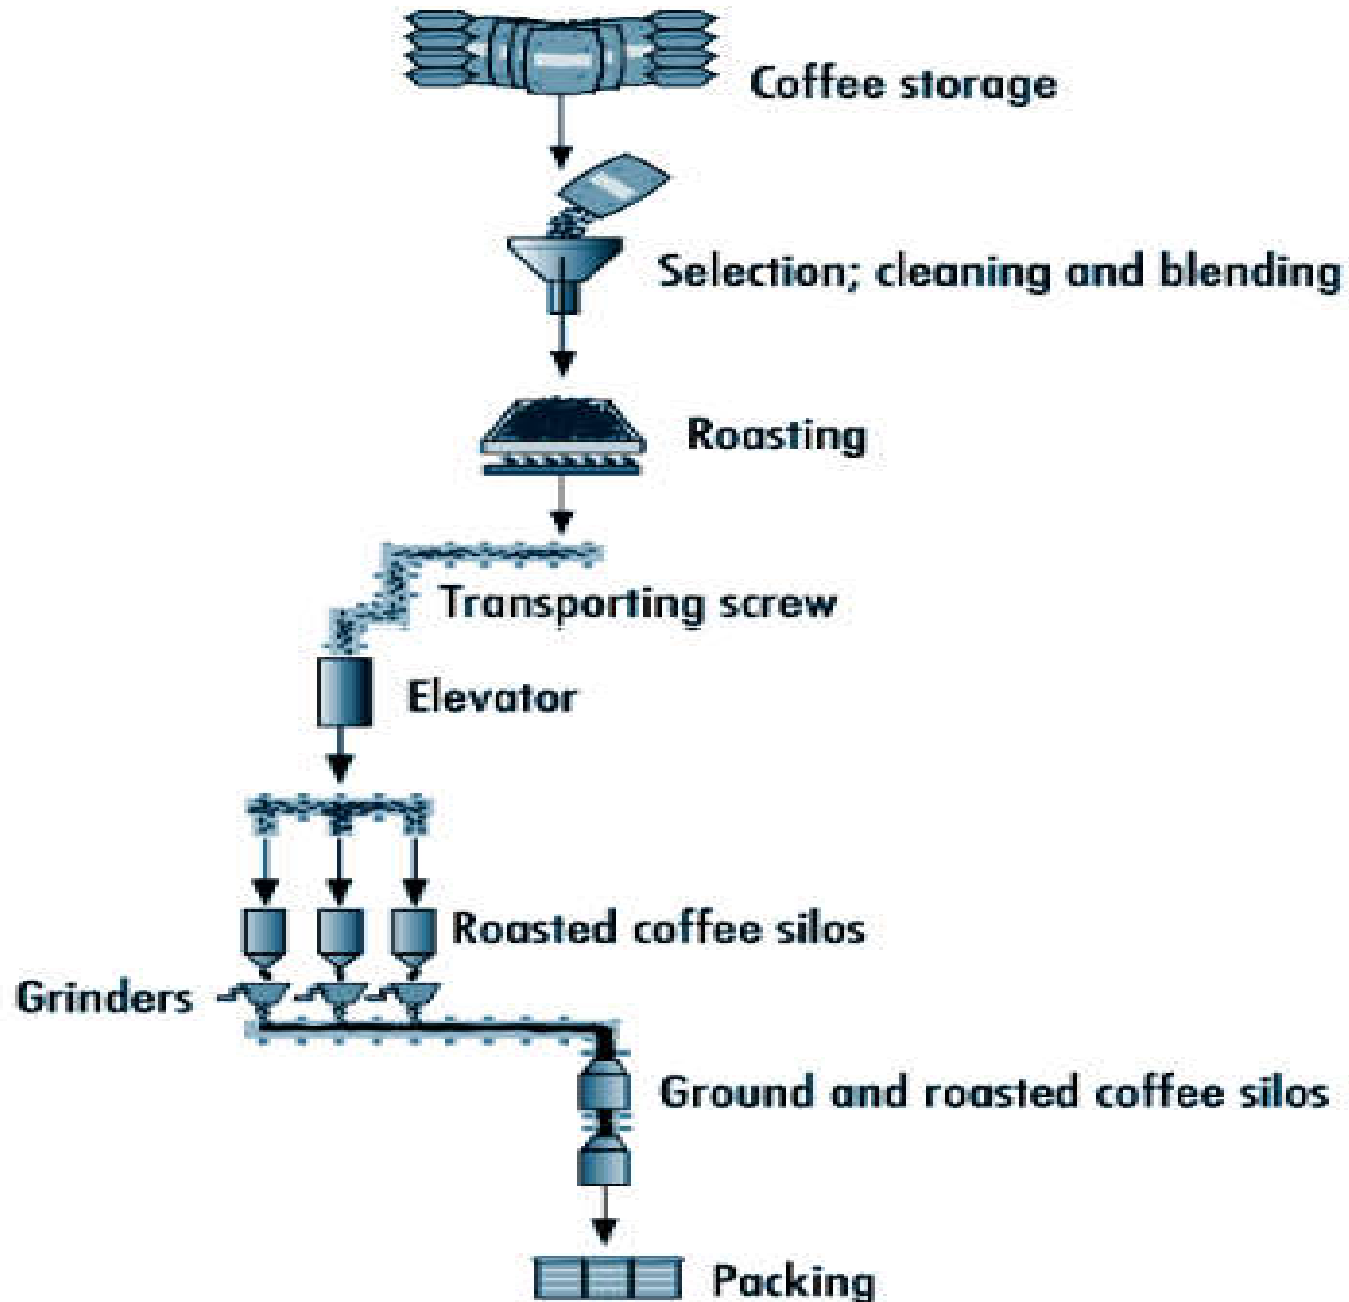 Coffee storage
Selection; cleaning and blending
Roasting
Transporting screw
Elevator
Roasted coffee silos
Grinders
Ground and roasted coffee silos
Packing